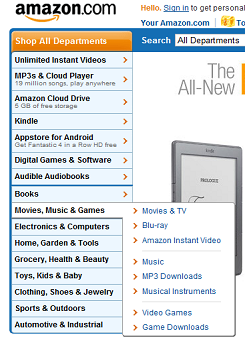 amazon.com
Hello. Sign in to get personal
Your Amazon.com
Shop All Departments
Search
All Departments
Unlimited Instant Videos
MP3s & Cloud Player
19 million songs, play anywhere
Amazon Cloud Drive
5 GB of free storage
Kindle
Appstore for Android
Get Fantastic 4 in a Row HD free
Digital Games & Software
Audible Audiobooks
Books
Movies, Music & Games
Electronics & Computers
Home, Garden & Tools
Grocery, Health & Beauty
Toys, Kids & Baby
Clothing, Shoes & Jewelry
Sports & Outdoors
Automotive & Industrial
The
All-New
Movies & TV
Blu-ray
Amazon Instant Video
Music
MP3 Downloads
Musical Instruments
Video Games
Game Downloads